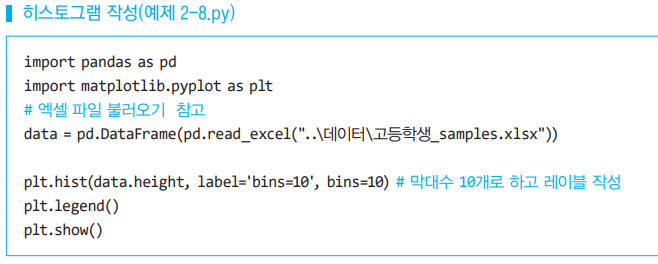 히스토그램 작성(예제 2-8.py)
import pandas as pd
import matplotlib.pyplot as plt
# 엑셀 파일 불러오기 참고
data = pd.DataFrame(pd.read_excel("..\데이터\고등학생_samples.xlsx"))
plt.hist(data.height, label='bins=10', bins=10) # 막대수 10개로 하고 레이블 작성
plt.legend()
plt.show()